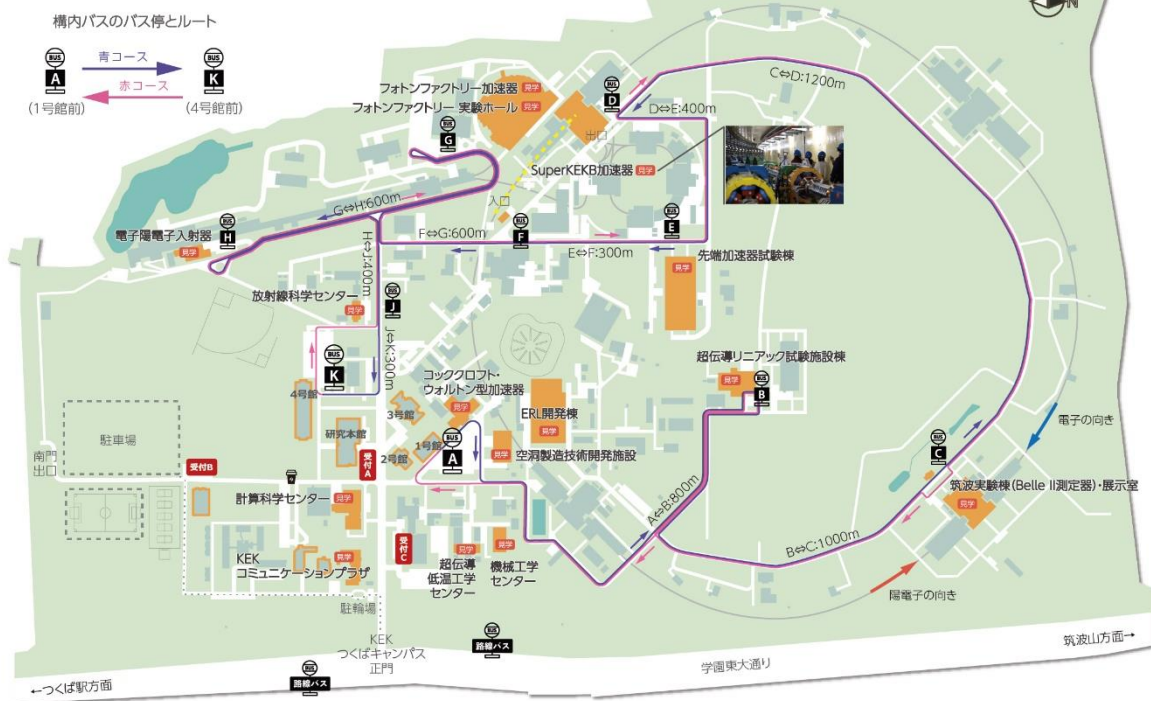 構内バスのバス停とルート
BUS
A
(1号館前)
青コース
赤コース
BUS
K
(4号館前)
N
フォトンファクトリー加速器 見学
フォトンファクトリー 実験ホール 見学
BUS
D
C⇔D:1200m
D⇔E:400m
BUS
G
出口
SuperKEKB加速器 見学
入口
G⇔H:600m
BUS
H
電子陽電子入射器
見学
F⇔G:600m
BUS
F
BUS
E
E⇔F:300m
H⇔J:400m
先端加速器試験棟
見学
放射線科学センター
見学
BUS
J
J⇔K:300m
BUS
K
4号館
コッククロフト・
ウォルトン型加速器
見学
超伝導リニアック試験施設棟
見学
BUS
B
3号館
ERL開発棟
見学
研究本館
1号館
2号館
BUS
A
見学
空洞製造技術開発施設
駐車場
南門
出口
受付B
受付A
電子の向き
BUS
C
筑波実験棟(Belle II測定器)・展示室
見学
計算科学センター
見学
A⇔B:800m
B⇔C:1000m
受付C
KEK
コミュニケーションプラザ
見学
見学
超伝導
低温工学
センター
見学
機械工学
センター
陽電子の向き
駐輪場
KEK
つくばキャンパス
正門
BUS
路線バス
BUS
路線バス
学園東大通り
筑波山方面→
←つくば駅方面